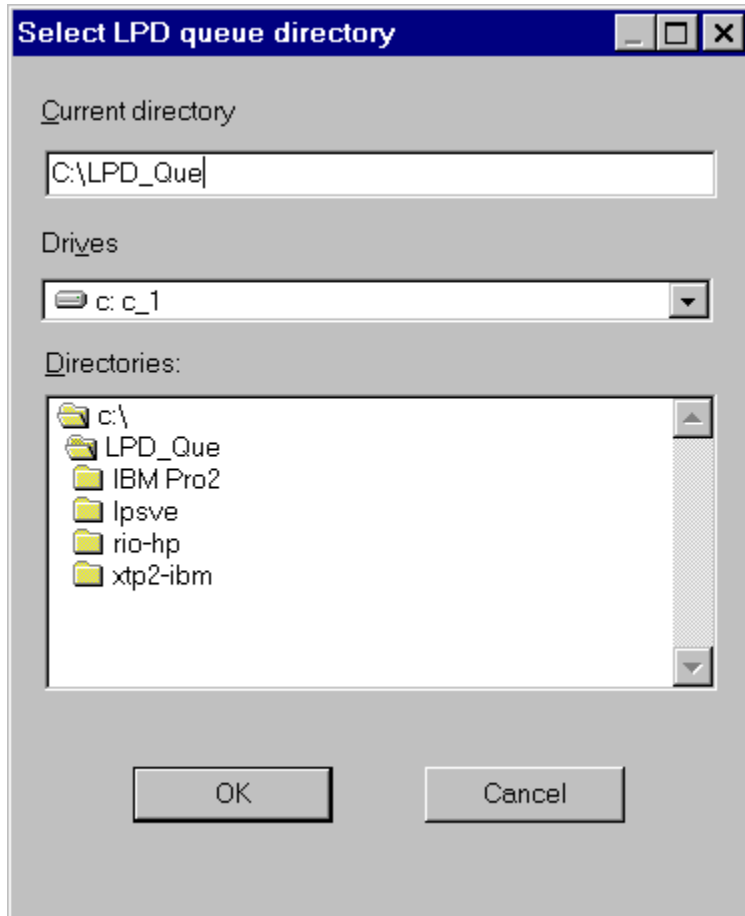 Select LPD queue directory
Current directory
C:\LPD_Que
Drives
c: c_1
Directories:
c:\
LPD_Que
IBM Pro2
lpsve
rio-hp
xtp2-ibm
OK
Cancel